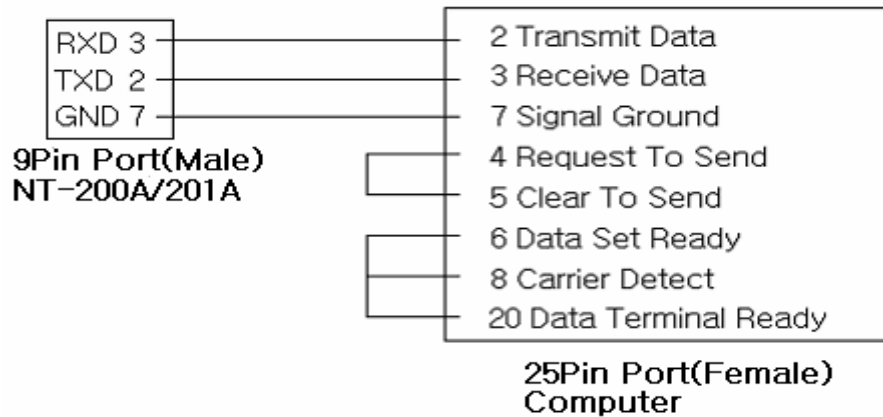 RXD 3
TXD 2
GND 7
9Pin Port(Male)
NT-200A/201A
2 Transmit Data
3 Receive Data
7 Signal Ground
4 Request To Send
5 Clear To Send
6 Data Set Ready
8 Carrier Detect
20 Data Terminal Ready
25Pin Port(Female)
Computer